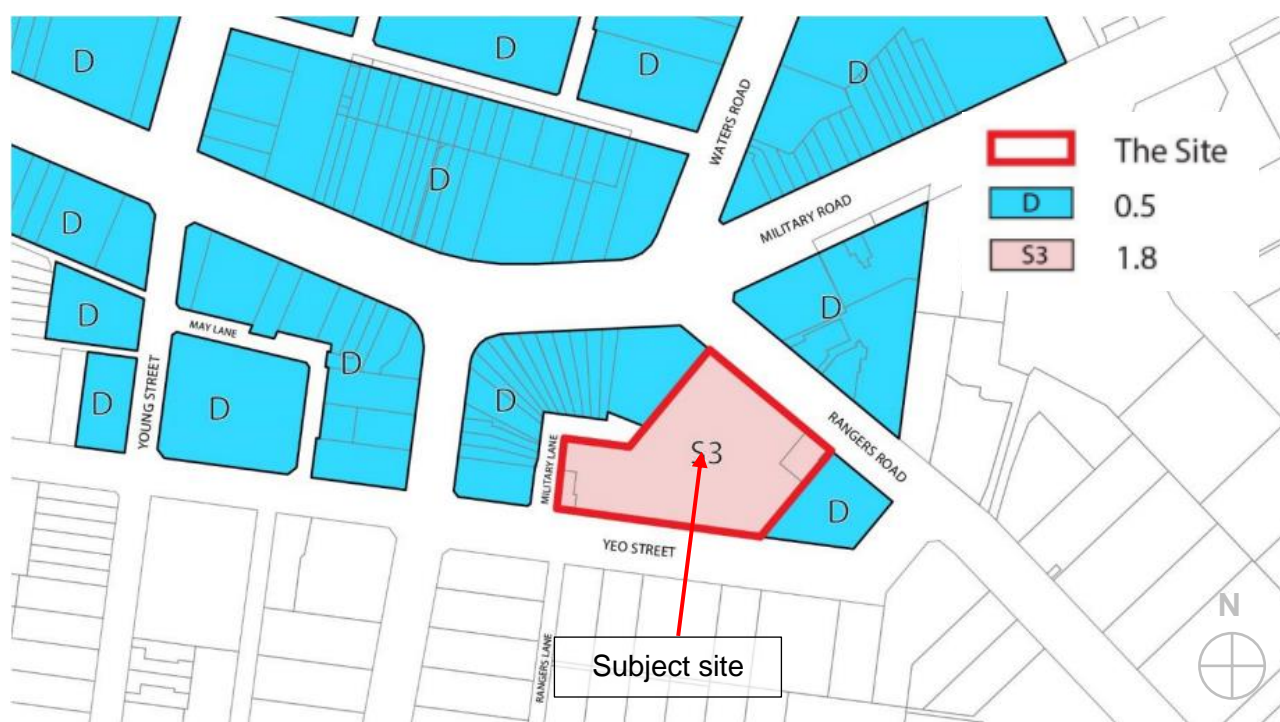 D
D
D
D
WATERS ROAD
D
D
MILITARY ROAD
The Site
D
0.5
S3
1.8
D
D
MAY LANE
D
D
D
YOUNG STREET
D
D
MILITARY LANE
S3
RANGERS ROAD
D
YEO STREET
RANGERS LANE
Subject site
N